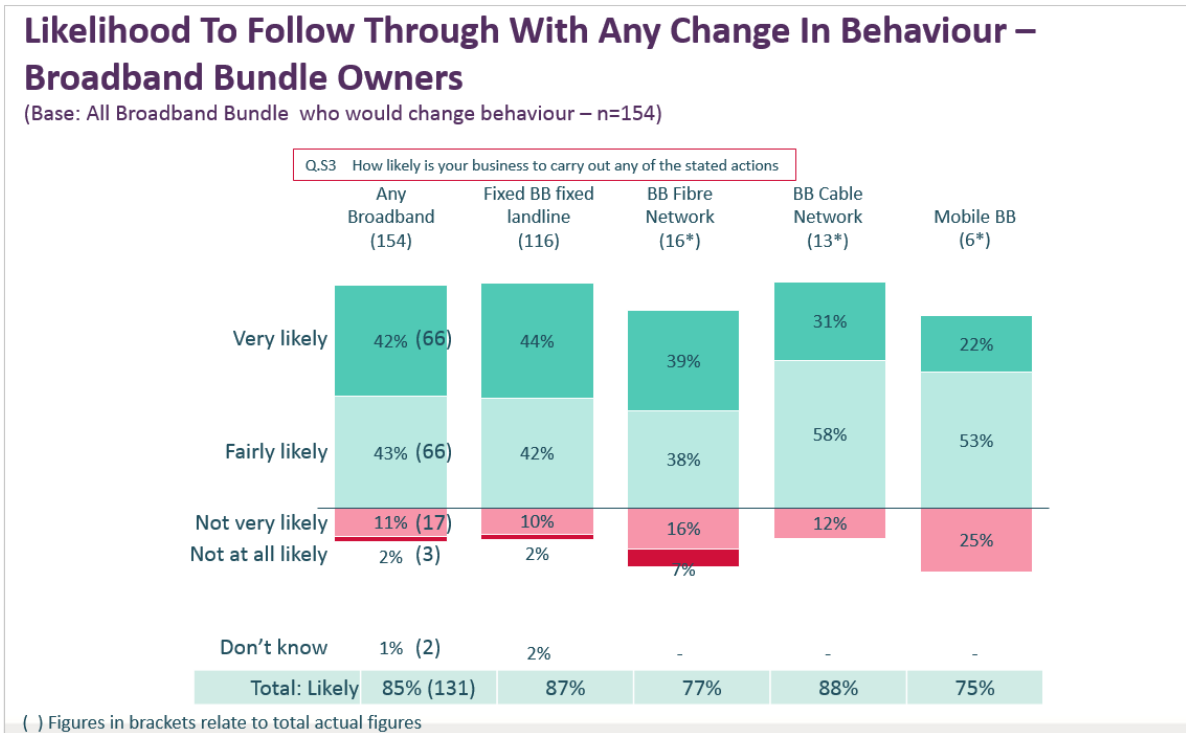 Likelihood To Follow Through With Any Change In Behaviour –
Broadband Bundle Owners
(Base: All Broadband Bundle  who would change behaviour – n=154)
Q.S3 How likely is your business to carry out any of the stated actions
Any
Broadband
(154)
Fixed BB fixed
landline
(116)
BB Fibre
Network
(16*)
BB Cable
Network
(13*)
Mobile BB
(6*)
Very likely 42% (66) 44% 39% 31% 22%
Fairly likely 43% (66) 42% 38% 58% 53%
Not very likely 11% (17) 10% 16% 12% 25%
Not at all likely 2% (3) 2% 7%
Don't know 1% (2) 2% - - -
Total: Likely 85% (131) 87% 77% 88% 75%
( ) Figures in brackets relate to total actual figures